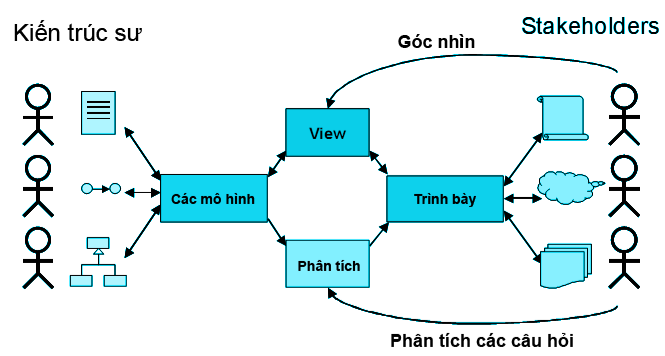 Kiến trúc sư
Stakeholders
Góc nhìn
View
Các mô hình
Trình bày
Phân tích
Phân tích các câu hỏi